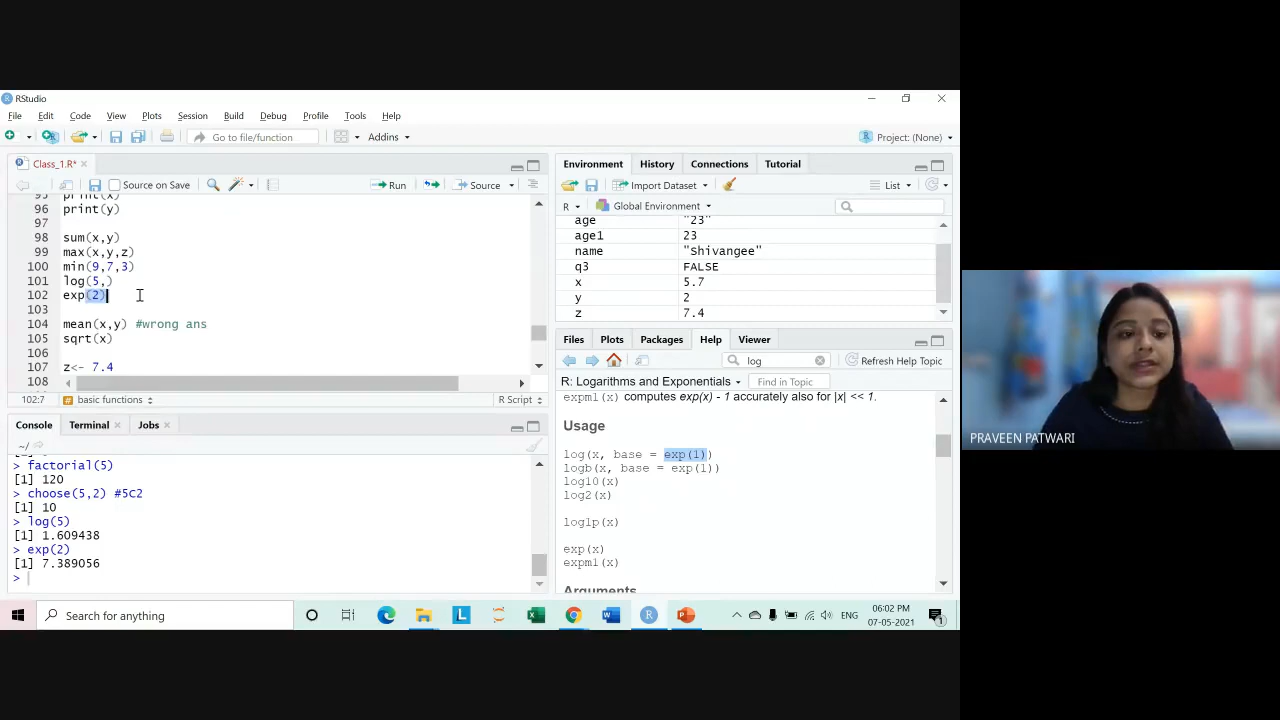 RStudio
File Edit Code View Plots Session Build Debug Profile Tools Help
Go to file/function Addins Project: (None)
Class_1.R*
Source on Save Run Source
95 print(x)
96 print(y)
97
98 sum(x,y)
99 max(x,y,z)
100 min(9,7,3)
101 log(5,)
102 exp(2)
103
104 mean(x,y) #wrong ans
105 sqrt(x)
106
107 z<- 7.4
108
102:7 # basic functions R Script
Console Terminal Jobs
~/
> factorial(5)
[1] 120
> choose(5,2) #5C2
[1] 10
> log(5)
[1] 1.609438
> exp(2)
[1] 7.389056
>
Environment History Connections Tutorial
Import Dataset List
R Global Environment
age "23"
age1 23
name "Shivangee"
q3 FALSE
x 5.7
y 2
z 7.4
Files Plots Packages Help Viewer
log Refresh Help Topic
R: Logarithms and Exponentials Find in Topic
expm1(x) computes exp(x) - 1 accurately also for |x| << 1.
Usage
log(x, base = exp(1))
logb(x, base = exp(1))
log10(x)
log2(x)
log1p(x)
exp(x)
expm1(x)
Arguments
PRAVEEN PATWARI
Search for anything
L
R
ENG
06:02 PM
07-05-2021
1